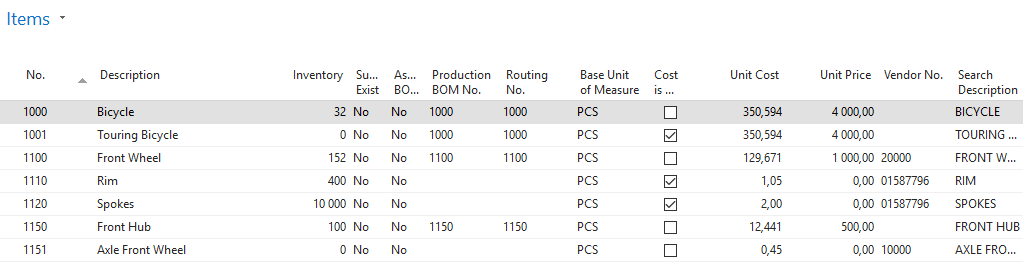 Items
No. Description Inventory Su... Exist As... BO... Production BOM No. Routing No. Base Unit of Measure Cost is ... Unit Cost Unit Price Vendor No. Search Description
1000 Bicycle 32 No No 1000 1000 PCS 350,594 4 000,00 BICYCLE
1001 Touring Bicycle 0 No No 1000 1000 PCS 350,594 4 000,00 TOURING ...
1100 Front Wheel 152 No No 1100 1100 PCS 129,671 1 000,00 20000 FRONT W...
1110 Rim 400 No No PCS 1,05 0,00 01587796 RIM
1120 Spokes 10 000 No No PCS 2,00 0,00 01587796 SPOKES
1150 Front Hub 100 No No 1150 1150 PCS 12,441 500,00 FRONT HUB
1151 Axle Front Wheel 0 No No PCS 0,45 0,00 10000 AXLE FRO...